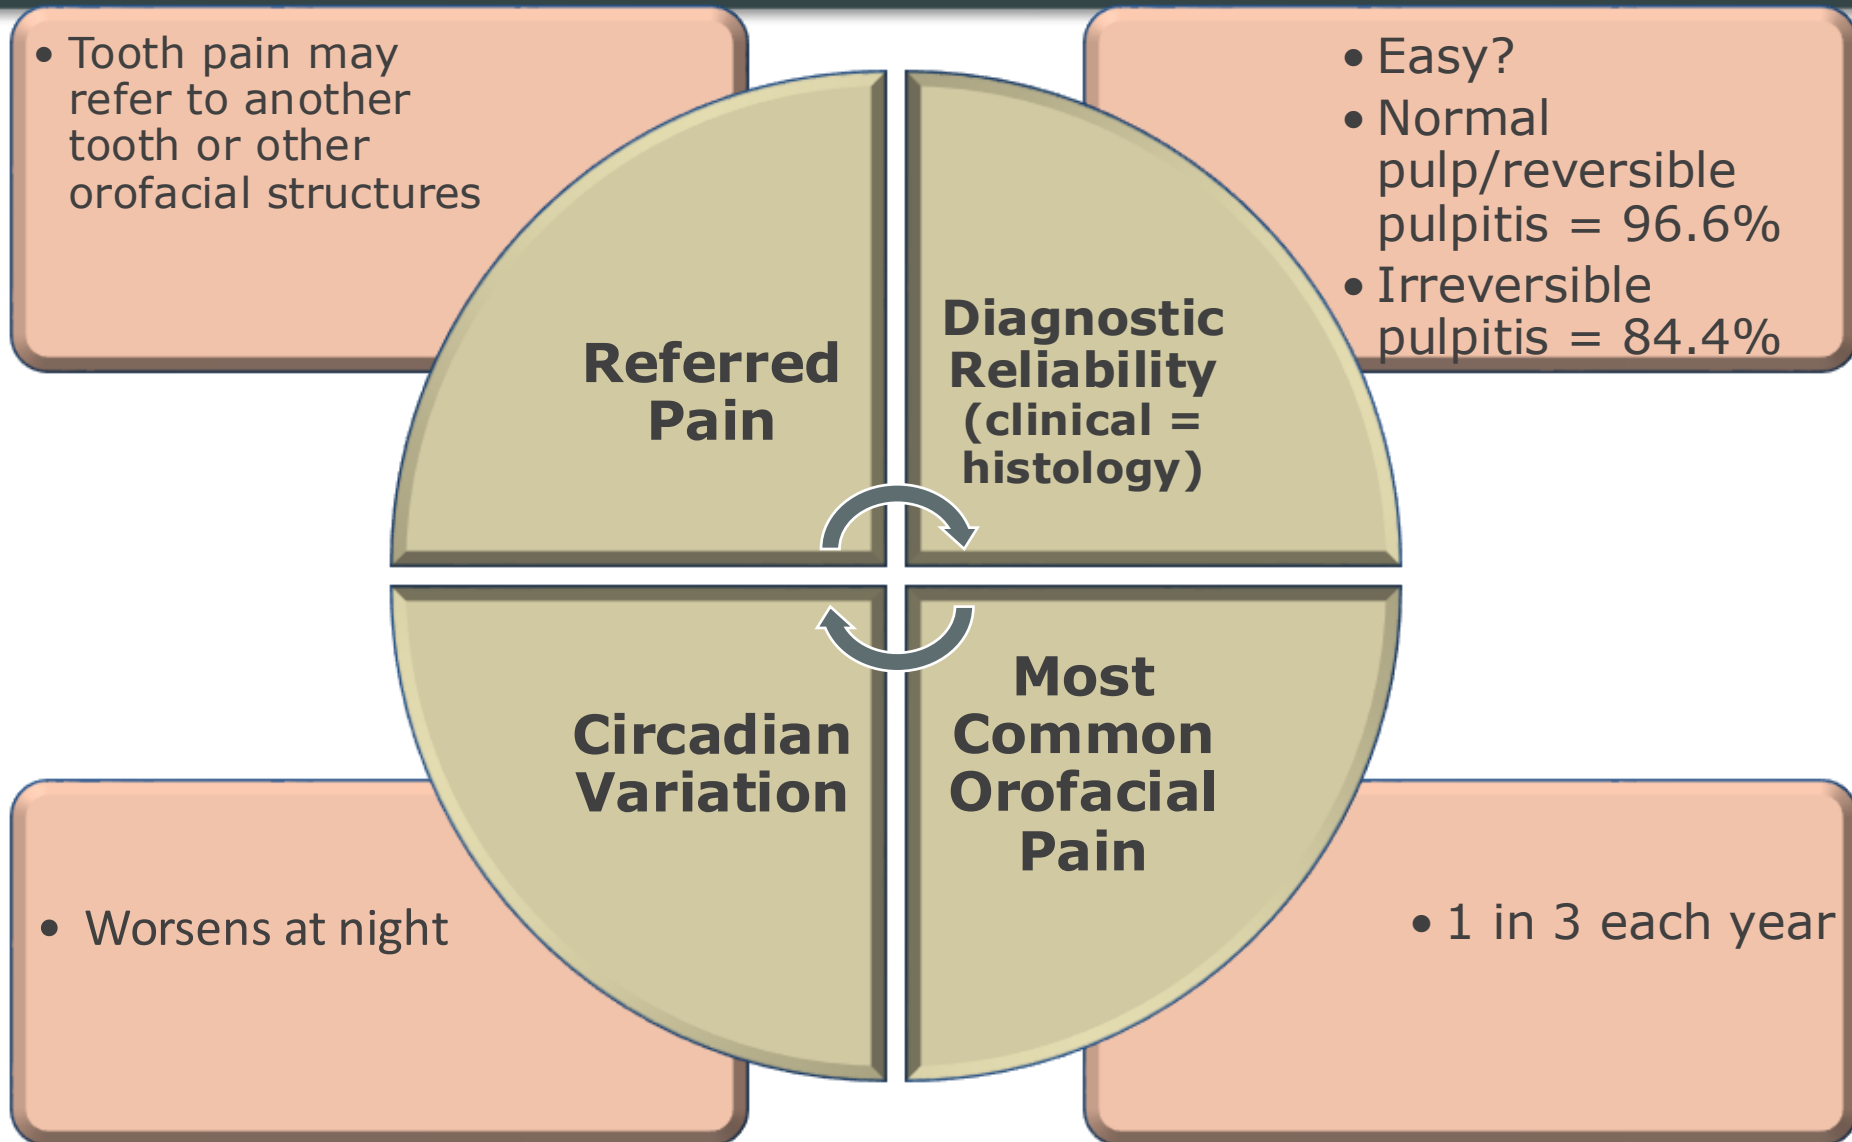 • Tooth pain may
refer to another
tooth or other
orofacial structures
Referred
Pain
• Easy?
• Normal
pulp/reversible
pulpitis = 96.6%
• Irreversible
pulpitis = 84.4%
Diagnostic
Reliability
(clinical =
histology)
Circadian
Variation
• Worsens at night
Most
Common
Orofacial
Pain
• 1 in 3 each year